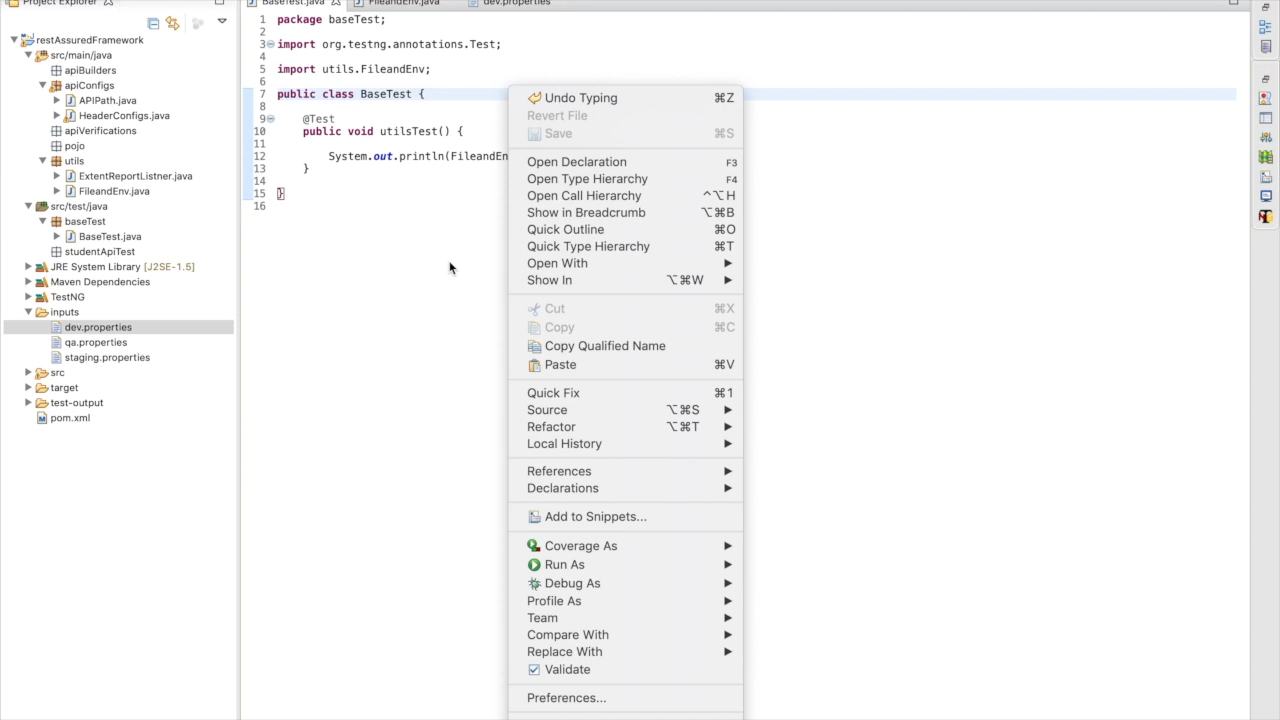 Project Explorer
BaseTest.java
FileandEnv.java
dev.properties
restAssuredFramework
src/main/java
apiBuilders
apiConfigs
APIPath.java
HeaderConfigs.java
apiVerifications
pojo
utils
ExtentReportListner.java
FileandEnv.java
src/test/java
baseTest
BaseTest.java
studentApiTest
JRE System Library [J2SE-1.5]
Maven Dependencies
TestNG
inputs
dev.properties
qa.properties
staging.properties
src
target
test-output
pom.xml
1 package baseTest;
2
3 import org.testng.annotations.Test;
4
5 import utils.FileandEnv;
6
7 public class BaseTest {
8
9 @Test
10 public void utilsTest() {
11
12 System.out.println(FileandEn
13 }
14
15 }
16
Undo Typing ⌘Z
Revert File
Save ⌘S
Open Declaration F3
Open Type Hierarchy F4
Open Call Hierarchy ^⌥H
Show in Breadcrumb ⌥⌘B
Quick Outline ⌘O
Quick Type Hierarchy ⌘T
Open With
Show In ⌥⌘W
Cut ⌘X
Copy ⌘C
Copy Qualified Name
Paste ⌘V
Quick Fix ⌘1
Source ⌥⌘S
Refactor ⌥⌘T
Local History
References
Declarations
Add to Snippets...
Coverage As
Run As
Debug As
Profile As
Team
Compare With
Replace With
Validate
Preferences...